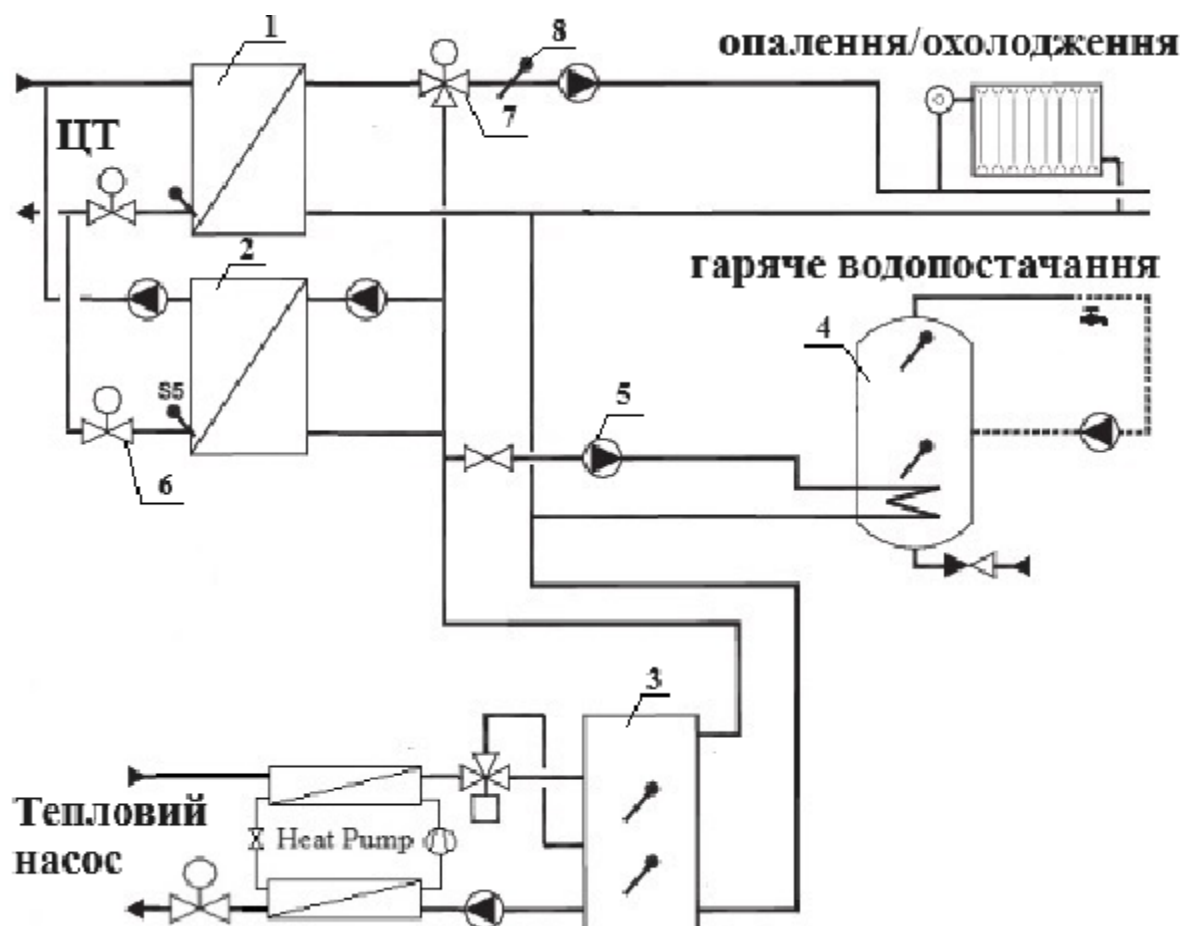 1
8
опалення/охолодження
7
ЦТ
2
гаряче водопостачання
4
S5
5
6
3
Тепловий
насос
Heat Pump